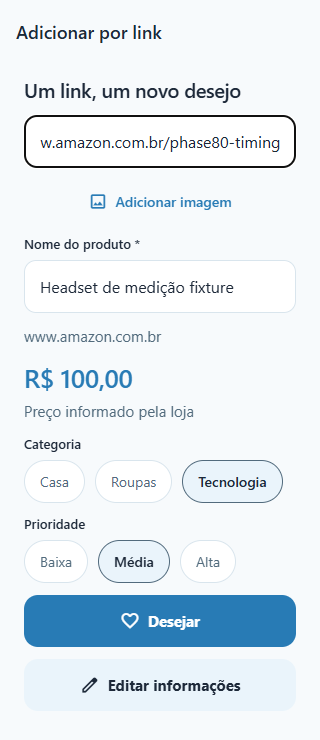 Adicionar por link
Um link, um novo desejo
w.amazon.com.br/phase80-timing
Adicionar imagem
Nome do produto *
Headset de medição fixture
www.amazon.com.br
R$ 100,00
Preço informado pela loja
Categoria
Casa Roupas Tecnologia
Prioridade
Baixa Média Alta
Desejar
Editar informações